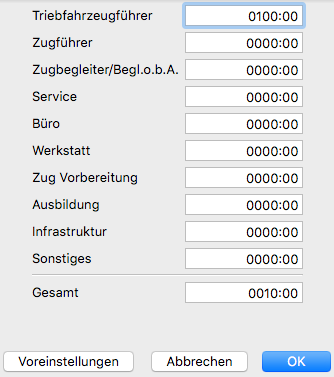 Triebfahrzeugführer 0100:00
Zugführer 0000:00
Zugbegleiter/Begl.o.b.A. 0000:00
Service 0000:00
Büro 0000:00
Werkstatt 0000:00
Zug Vorbereitung 0000:00
Ausbildung 0000:00
Infrastruktur 0000:00
Sonstiges 0000:00
Gesamt 0010:00
Voreinstellungen Abbrechen OK